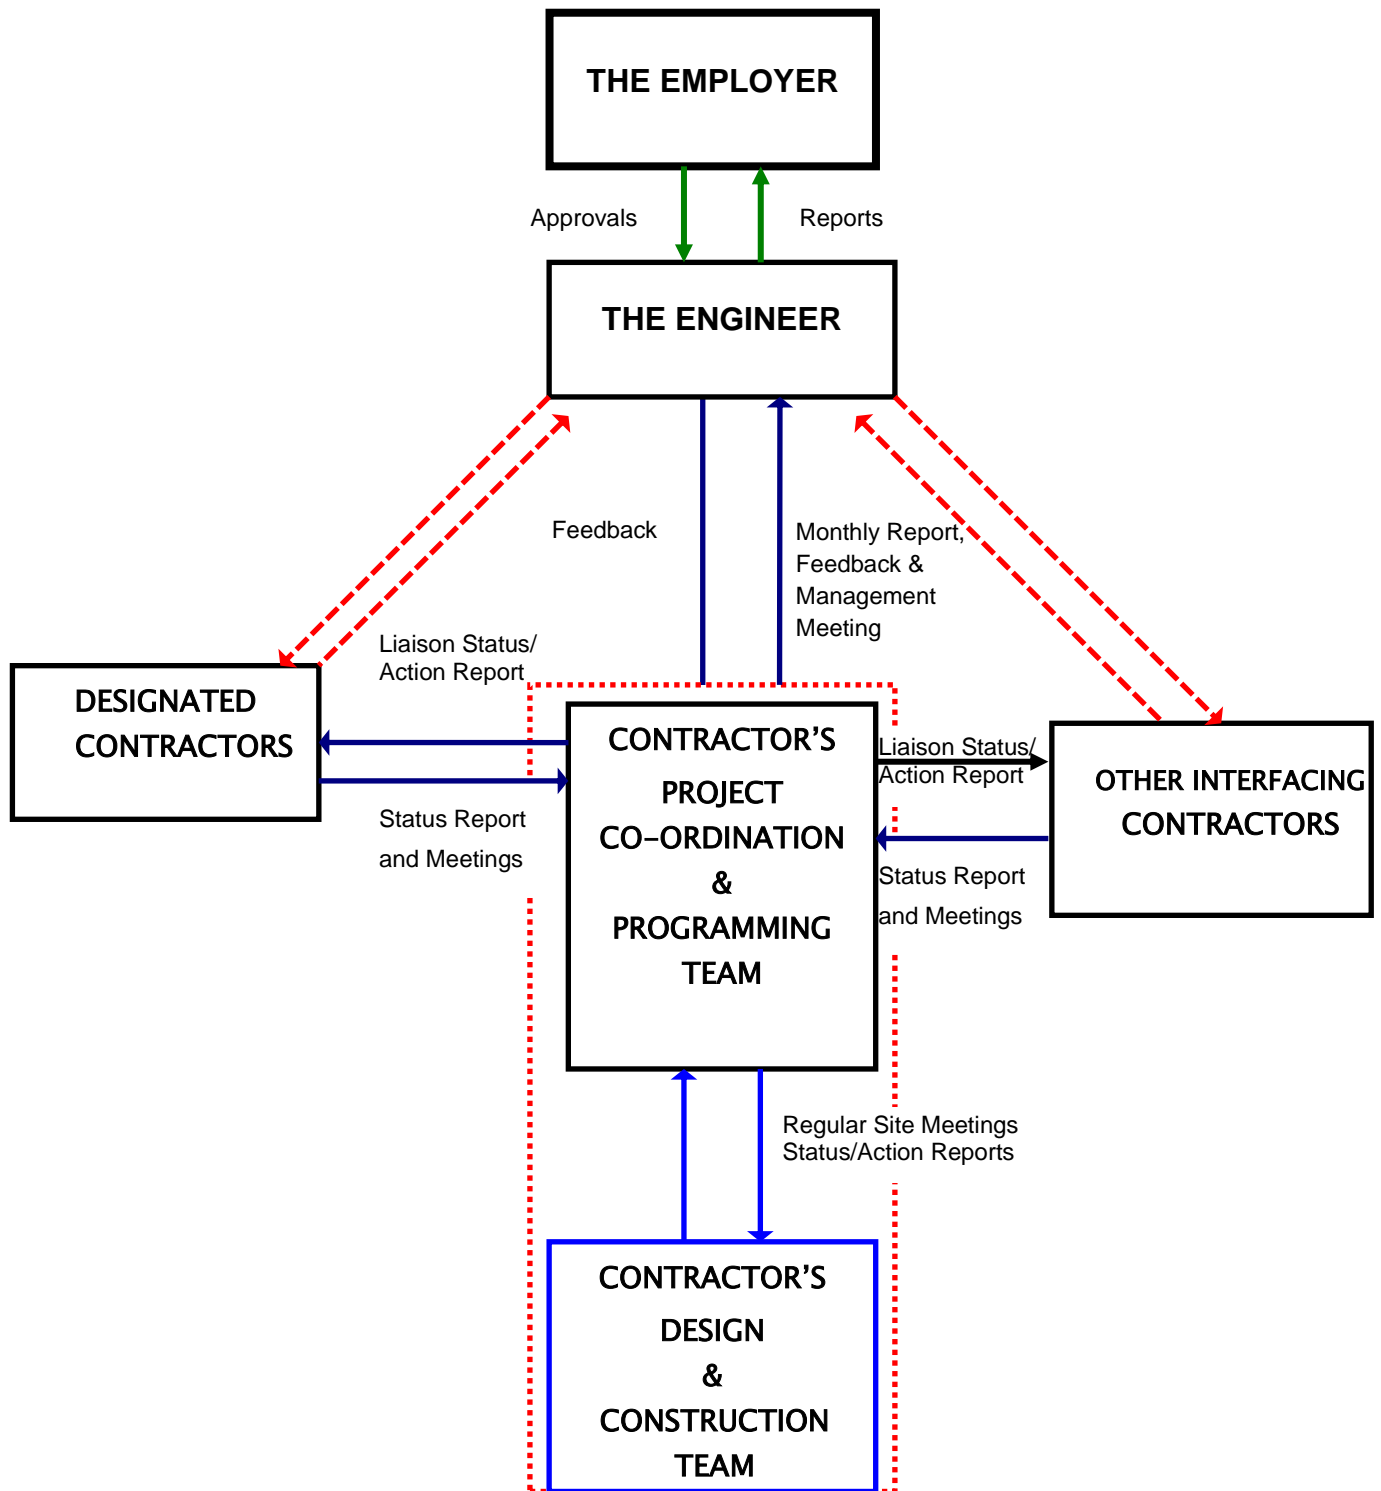 THE EMPLOYER
Approvals
Reports
THE ENGINEER
Feedback
Monthly Report,
Feedback &
Management
Meeting
Liaison Status/
Action Report
DESIGNATED
CONTRACTORS
Status Report
and Meetings
CONTRACTOR’S
PROJECT
CO-ORDINATION
&
PROGRAMMING
TEAM
Liaison Status/
Action Report
OTHER INTERFACING
CONTRACTORS
Status Report
and Meetings
Regular Site Meetings
Status/Action Reports
CONTRACTOR’S
DESIGN
&
CONSTRUCTION
TEAM